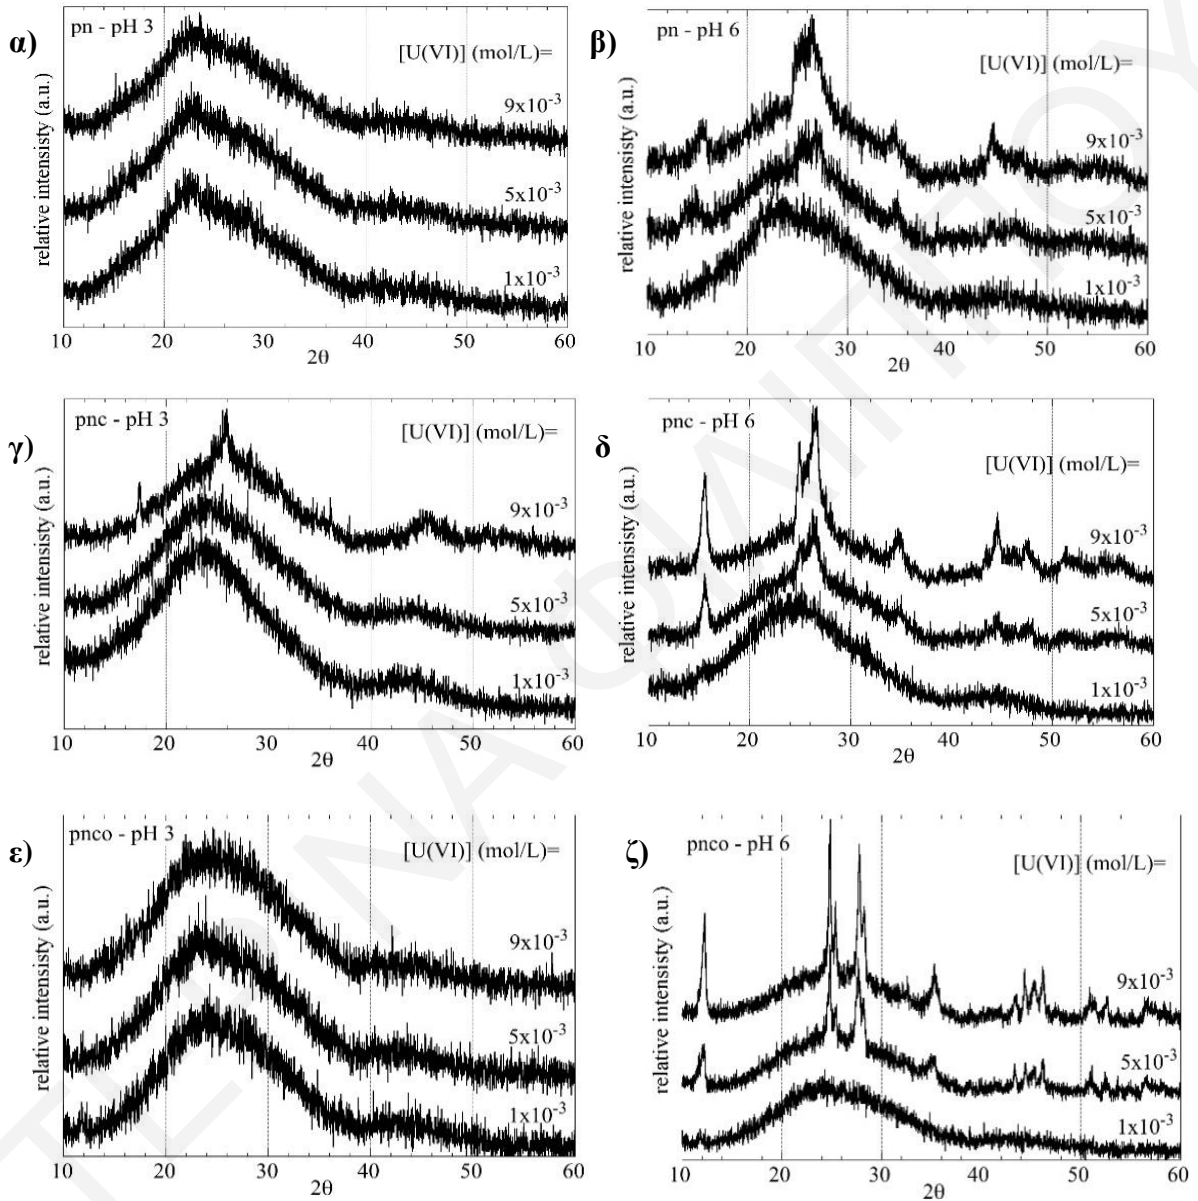 α)
pn - pH 3
[U(VI)] (mol/L)=
9x10⁻³
5x10⁻³
1x10⁻³
relative intensisty (a.u.)
10 20 30 40 50 60
2θ
β)
pn - pH 6
[U(VI)] (mol/L)=
9x10⁻³
5x10⁻³
1x10⁻³
relative intensisty (a.u.)
10 20 30 40 50 60
2θ
γ)
pnc - pH 3
[U(VI)] (mol/L)=
9x10⁻³
5x10⁻³
1x10⁻³
relative intensisty (a.u.)
10 20 30 40 50 60
2θ
δ
pnc - pH 6
[U(VI)] (mol/L)=
9x10⁻³
5x10⁻³
1x10⁻³
relative intensisty (a.u.)
10 20 30 40 50 60
2θ
ε)
pnco - pH 3
[U(VI)] (mol/L)=
9x10⁻³
5x10⁻³
1x10⁻³
relative intensisty (a.u.)
10 20 30 40 50 60
2θ
ζ)
pnco - pH 6
[U(VI)] (mol/L)=
9x10⁻³
5x10⁻³
1x10⁻³
relative intensisty (a.u.)
10 20 30 40 50 60
2θ